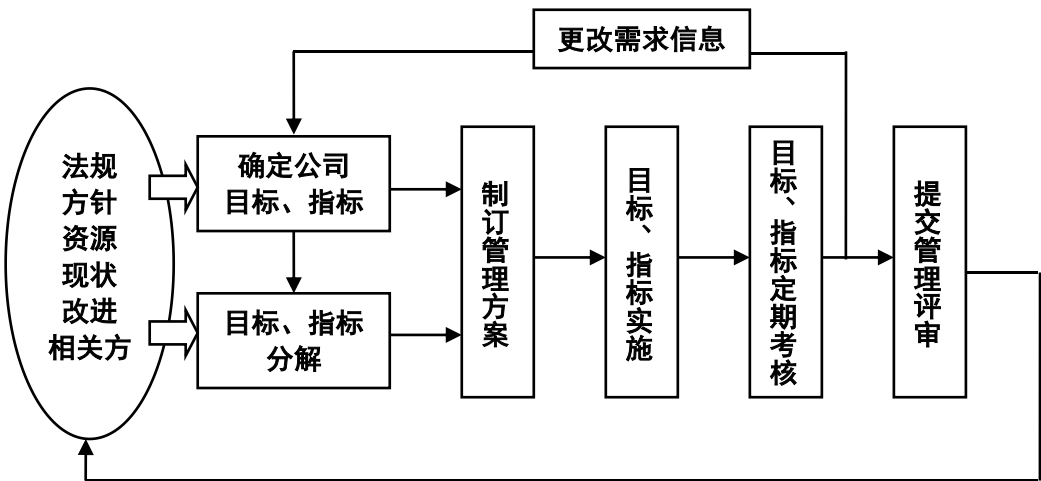 更改需求信息
法规
方针
资源
现状
改进
相关方
确定公司
目标、指标
目标、指标
分解
制订管理方案
目标、指标实施
目标、指标定期考核
提交管理评审